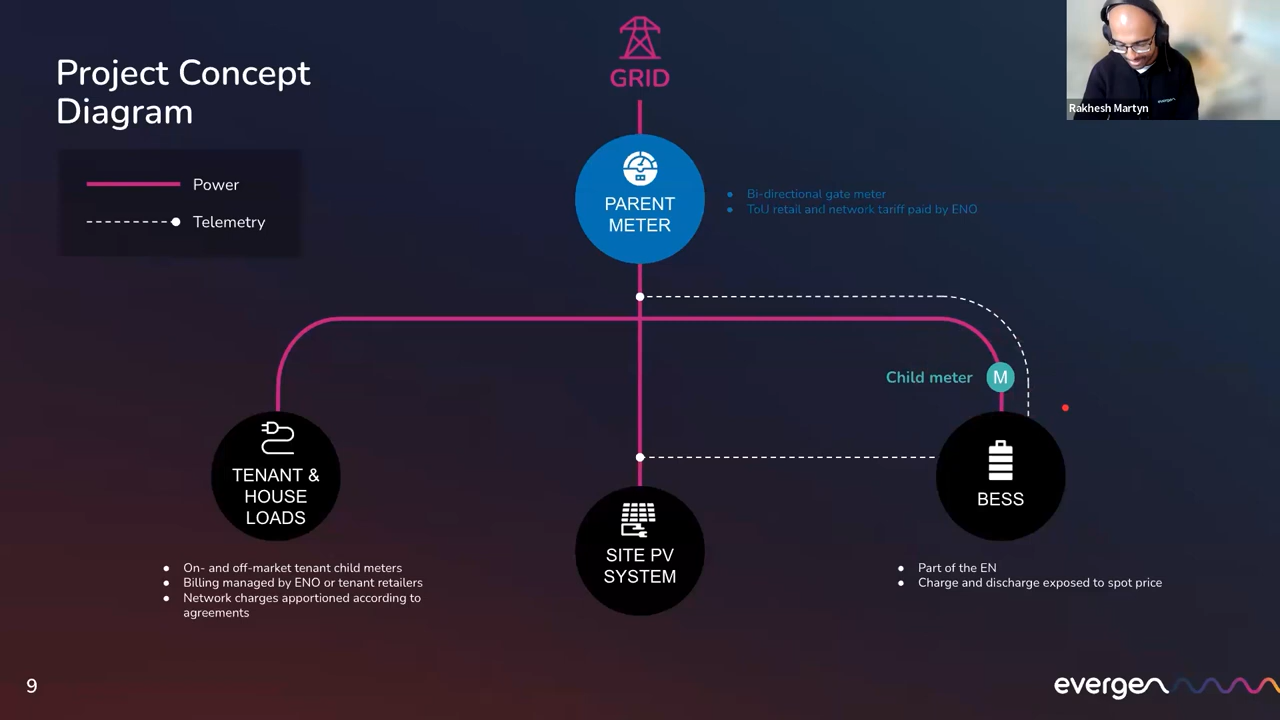 Project Concept
Diagram
Power
Telemetry
GRID
PARENT
METER
● Bi-directional gate meter
● ToU retail and network tariff paid by ENO
Rakhesh Martyn
Child meter
M
TENANT &
HOUSE
LOADS
● On- and off-market tenant child meters
● Billing managed by ENO or tenant retailers
● Network charges apportioned according to
agreements
SITE PV
SYSTEM
BESS
● Part of the EN
● Charge and discharge exposed to spot price
9
evergen